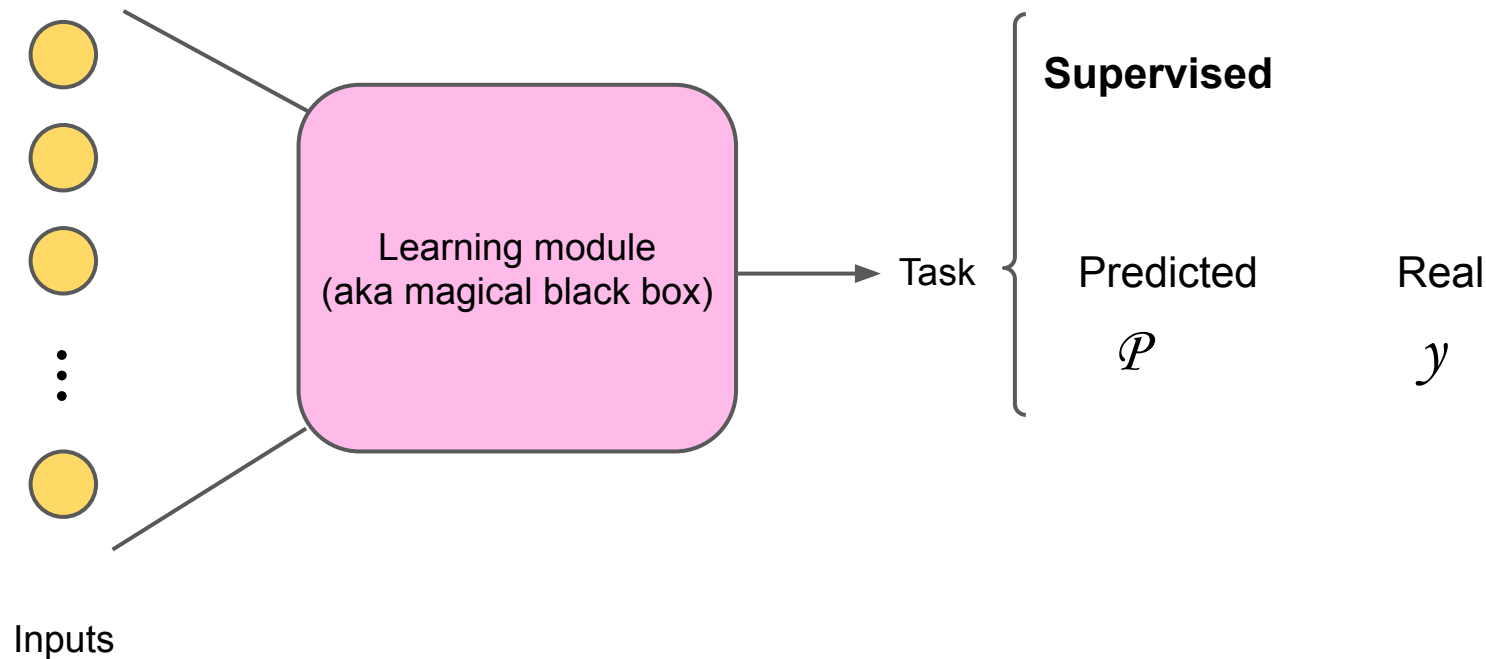 Supervised
Learning module
(aka magical black box)
Task
Predicted
Real
𝒫
𝓎
Inputs